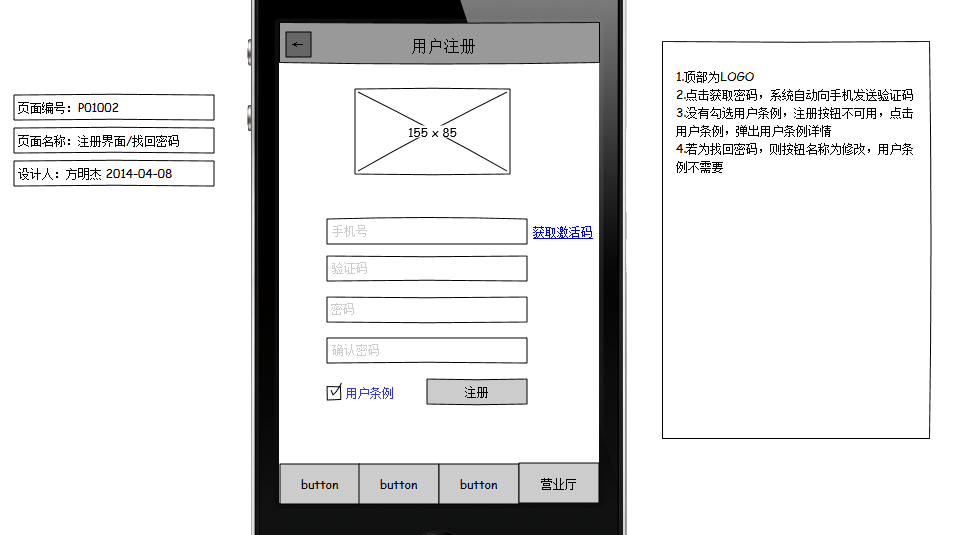 页面编号：P01002
页面名称：注册界面/找回密码
设计人：方明杰 2014-04-08
←
用户注册
155 x 85
手机号
获取激活码
验证码
密码
确认密码
用户条例
注册
button
button
button
营业厅
1.顶部为LOGO
2.点击获取密码，系统自动向手机发送验证码
3.没有勾选用户条例，注册按钮不可用，点击
用户条例，弹出用户条例详情
4.若为找回密码，则按钮名称为修改，用户条
例不需要